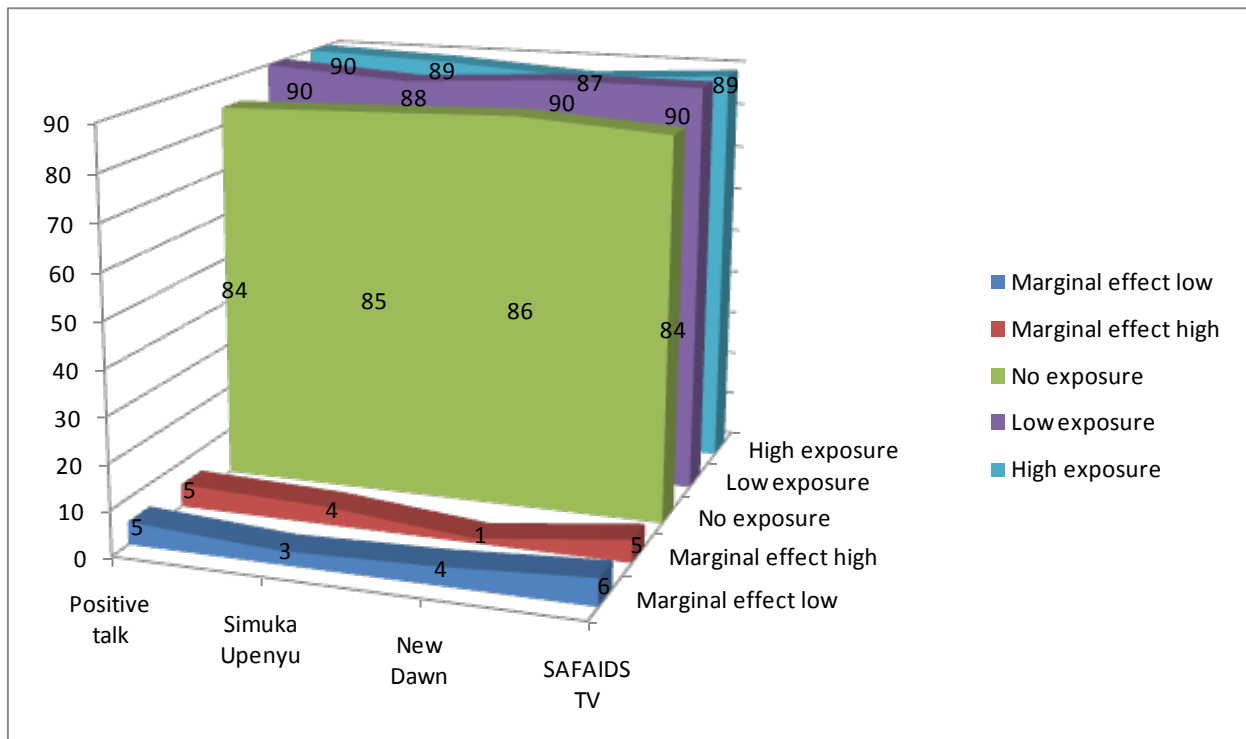 90 89 87 89
90 88 90 90
90
80
70
60
50
40
30
20
10
0
84 85 86 84
5 4 1 5
5 3 4 6
Positive
talk
Simuka
Upenyu
New
Dawn
SAFAIDS
TV
High exposure
Low exposure
No exposure
Marginal effect high
Marginal effect low
Marginal effect low
Marginal effect high
No exposure
Low exposure
High exposure